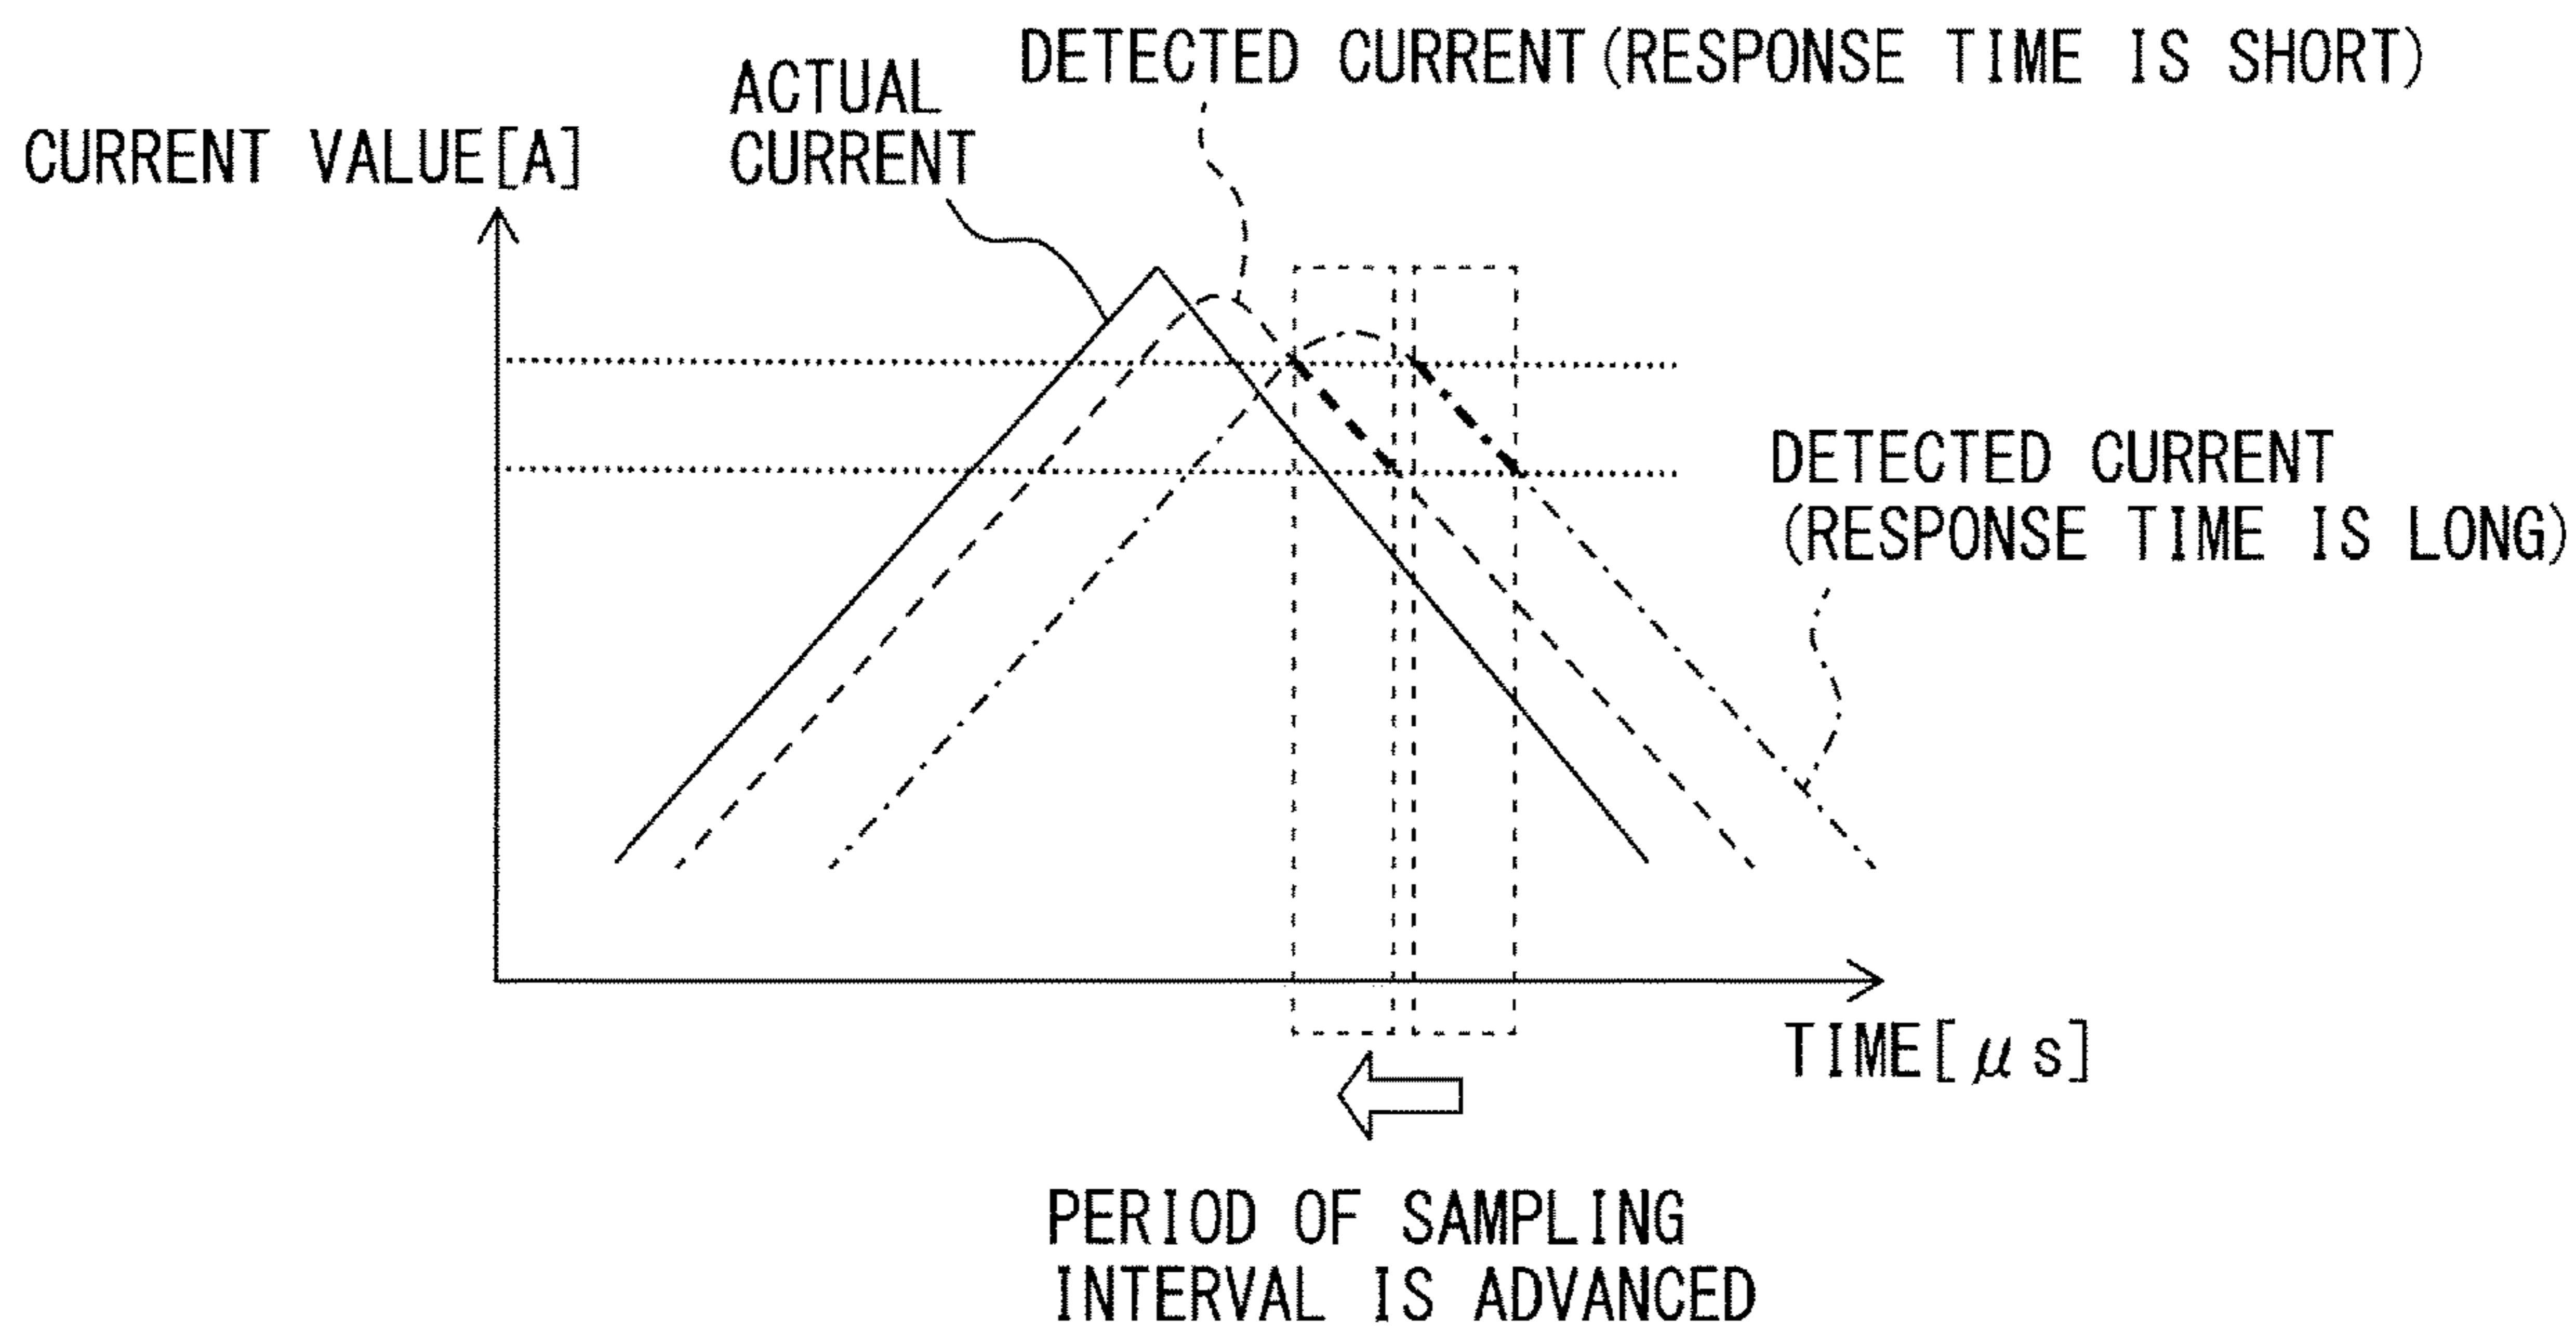 DETECTED CURRENT(RESPONSE TIME IS SHORT)
ACTUAL
CURRENT
CURRENT VALUE[A]
DETECTED CURRENT
(RESPONSE TIME IS LONG)
TIME[μs]
PERIOD OF SAMPLING
INTERVAL IS ADVANCED